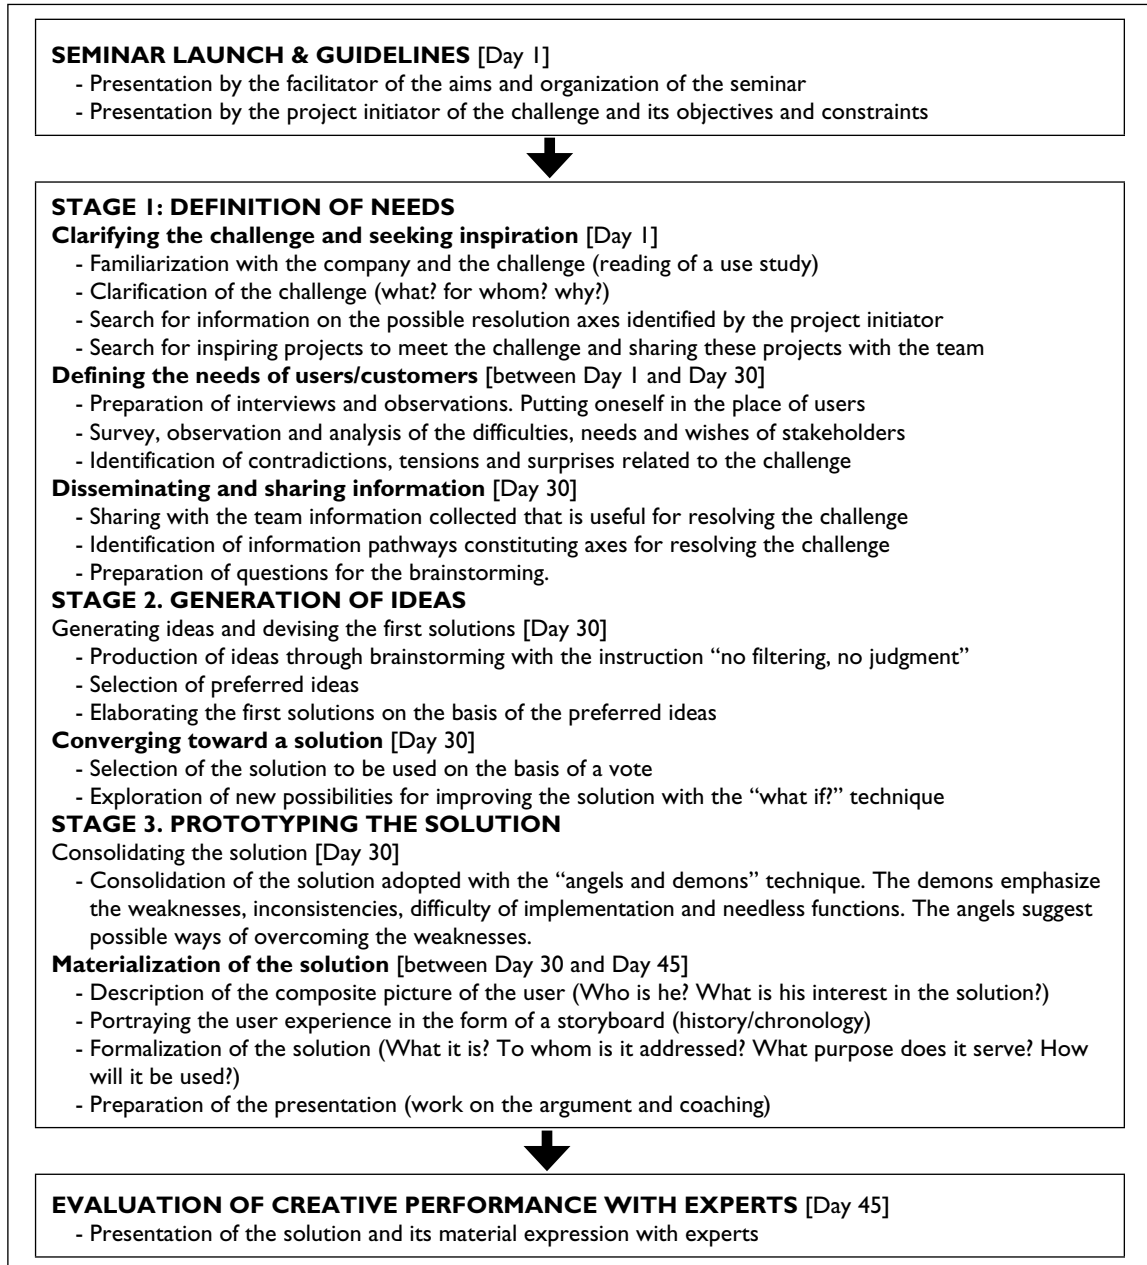 SEMINAR LAUNCH & GUIDELINES [Day 1]
- Presentation by the facilitator of the aims and organization of the seminar
- Presentation by the project initiator of the challenge and its objectives and constraints
STAGE 1: DEFINITION OF NEEDS
Clarifying the challenge and seeking inspiration [Day 1]
- Familiarization with the company and the challenge (reading of a use study)
- Clarification of the challenge (what? for whom? why?)
- Search for information on the possible resolution axes identified by the project initiator
- Search for inspiring projects to meet the challenge and sharing these projects with the team
Defining the needs of users/customers [between Day 1 and Day 30]
- Preparation of interviews and observations. Putting oneself in the place of users
- Survey, observation and analysis of the difficulties, needs and wishes of stakeholders
- Identification of contradictions, tensions and surprises related to the challenge
Disseminating and sharing information [Day 30]
- Sharing with the team information collected that is useful for resolving the challenge
- Identification of information pathways constituting axes for resolving the challenge
- Preparation of questions for the brainstorming.
STAGE 2. GENERATION OF IDEAS
Generating ideas and devising the first solutions [Day 30]
- Production of ideas through brainstorming with the instruction “no filtering, no judgment”
- Selection of preferred ideas
- Elaborating the first solutions on the basis of the preferred ideas
Converging toward a solution [Day 30]
- Selection of the solution to be used on the basis of a vote
- Exploration of new possibilities for improving the solution with the “what if?” technique
STAGE 3. PROTOTYPING THE SOLUTION
Consolidating the solution [Day 30]
- Consolidation of the solution adopted with the “angels and demons” technique. The demons emphasize
the weaknesses, inconsistencies, difficulty of implementation and needless functions. The angels suggest
possible ways of overcoming the weaknesses.
Materialization of the solution [between Day 30 and Day 45]
- Description of the composite picture of the user (Who is he? What is his interest in the solution?)
- Portraying the user experience in the form of a storyboard (history/chronology)
- Formalization of the solution (What it is? To whom is it addressed? What purpose does it serve? How
will it be used?)
- Preparation of the presentation (work on the argument and coaching)
EVALUATION OF CREATIVE PERFORMANCE WITH EXPERTS [Day 45]
- Presentation of the solution and its material expression with experts